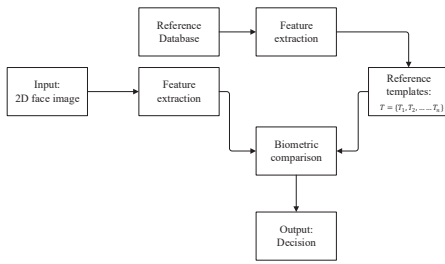 Reference
Database
Feature
extraction
Input:
2D face image
Feature
extraction
Reference
templates:
T = {T₁, T₂, ...... Tₙ}
Biometric
comparison
Output:
Decision